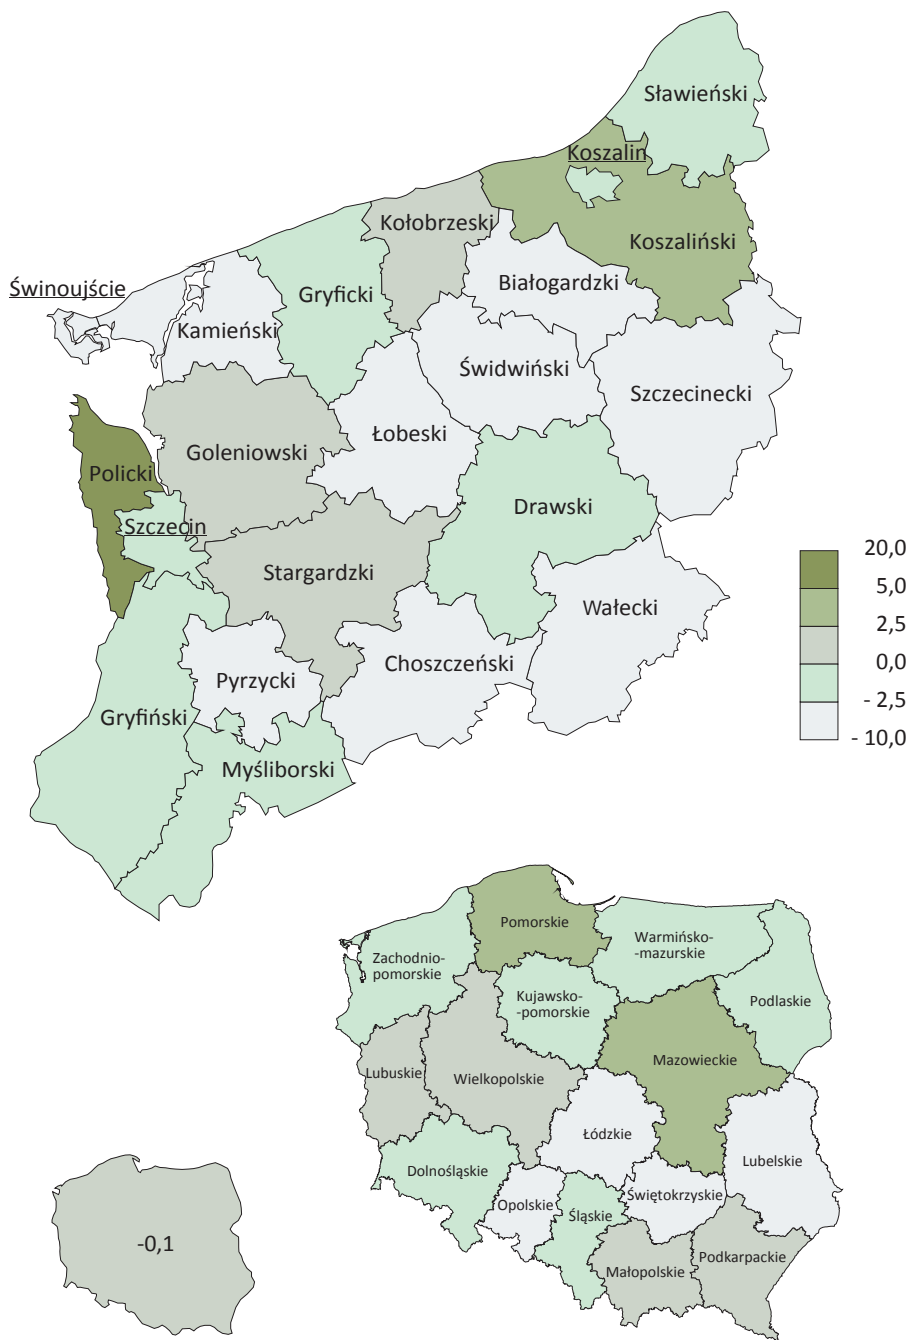 Sławieński
Koszalin
Kołobrzeski
Koszaliński
Białogardzki
Świnoujście
Gryficki
Kamieński
Świdwiński
Szczecinecki
Łobeski
Goleniowski
Policki
Drawski
Szczecin
Stargardzki
Wałecki
Choszczeński
Pyrzycki
Gryfiński
Myśliborski
20,0
5,0
2,5
0,0
- 2,5
- 10,0
Pomorskie
Warmińsko-
-mazurskie
Zachodnio-
pomorskie
Kujawsko-
-pomorskie
Podlaskie
Mazowieckie
Lubuskie
Wielkopolskie
Łódzkie
Lubelskie
Dolnośląskie
Świętokrzyskie
Opolskie
Śląskie
Podkarpackie
Małopolskie
-0,1